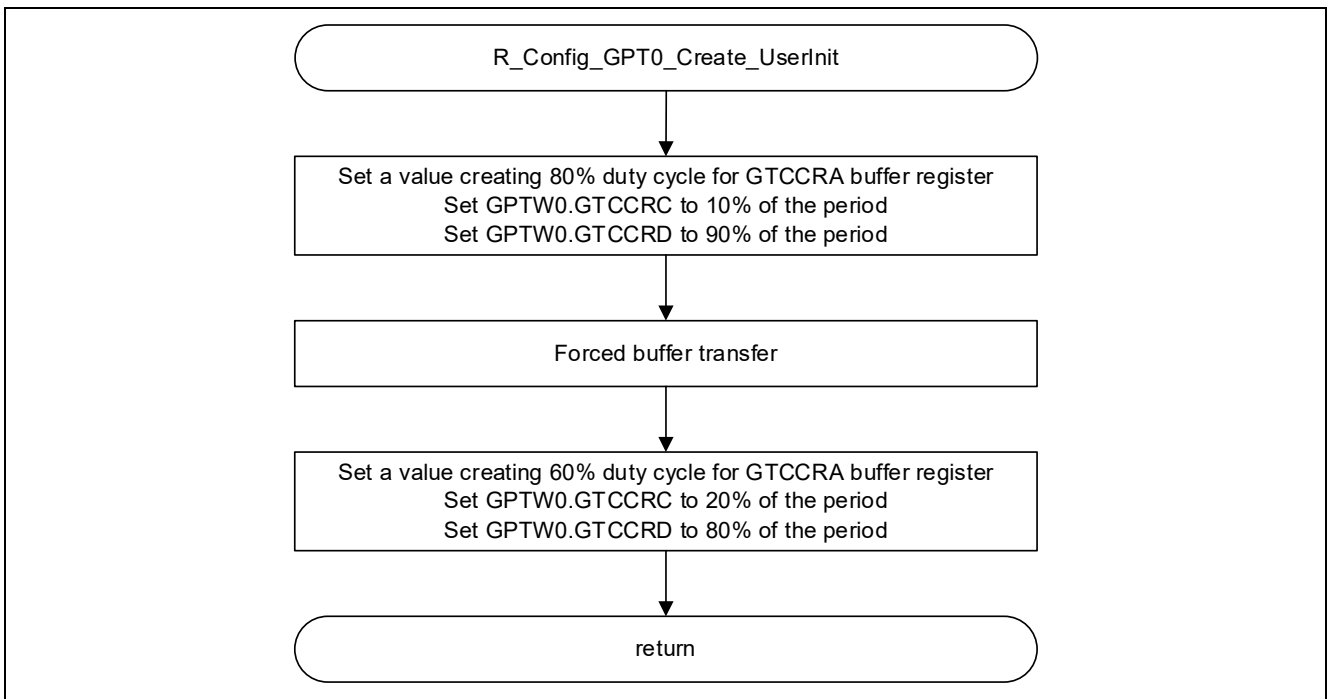 R_Config_GPT0_Create_UserInit
Set a value creating 80% duty cycle for GTCCRA buffer register
Set GPTW0.GTCCRC to 10% of the period
Set GPTW0.GTCCRD to 90% of the period
Forced buffer transfer
Set a value creating 60% duty cycle for GTCCRA buffer register
Set GPTW0.GTCCRC to 20% of the period
Set GPTW0.GTCCRD to 80% of the period
return